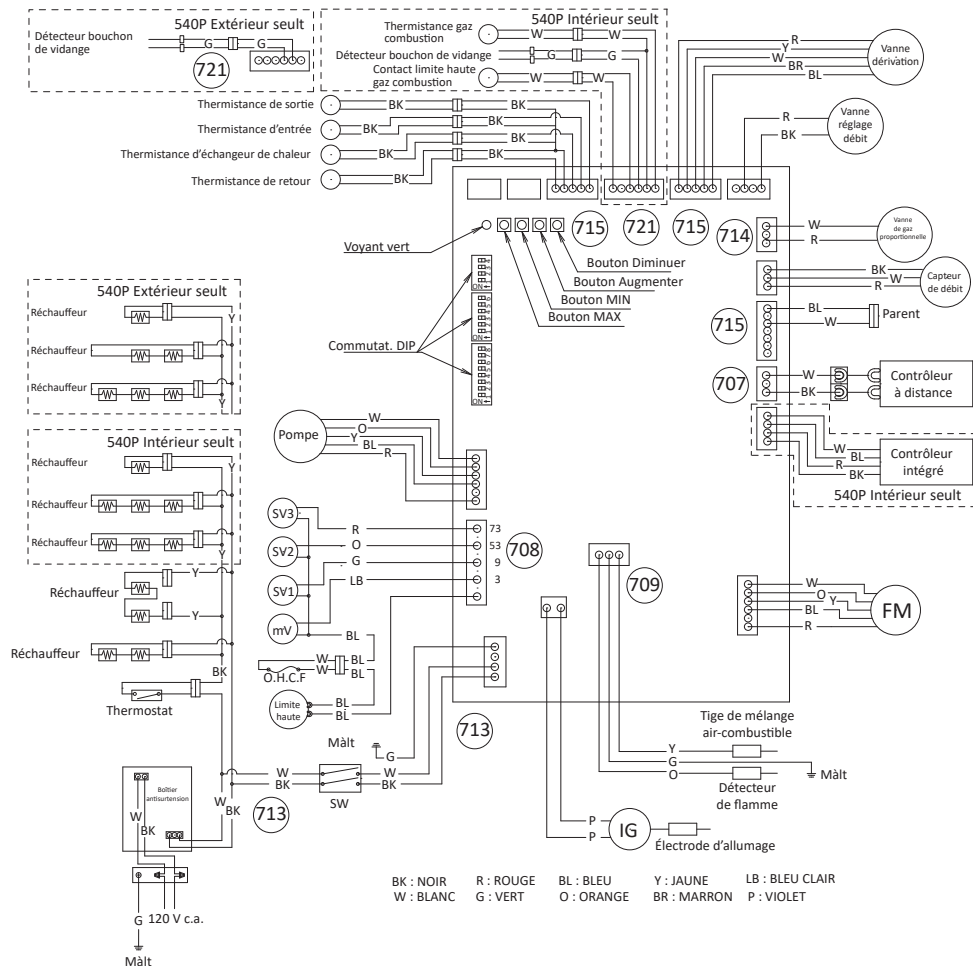 540P Extérieur seult
Détecteur bouchon
de vidange
G
G
721
540P Intérieur seult
Thermistance gaz
combustion
W
W
Détecteur bouchon de vidange
G
G
Contact limite haute
gaz combustion
W
W
R
Y
W
BR
BL
Vanne
dérivation
R
BK
Vanne
réglage
débit
Thermistance de sortie
BK
BK
Thermistance d'entrée
BK
BK
Thermistance d'échangeur de chaleur
BK
BK
Thermistance de retour
BK
BK
715
721
715
714
W
R
Vanne
de gaz
proportionnelle
Voyant vert
Bouton Diminuer
Bouton Augmenter
Bouton MIN
Bouton MAX
BK
W
R
Capteur
de débit
715
BL
W
Parent
Commutat. DIP
ON
ON
ON
707
W
BK
Contrôleur
à distance
W
BL
R
BK
Contrôleur
intégré
540P Intérieur seult
540P Extérieur seult
Réchauffeur
Y
Réchauffeur
Réchauffeur
Y
540P Intérieur seult
Réchauffeur
Y
Réchauffeur
Réchauffeur
Y
Y
Réchauffeur
Y
Réchauffeur
BK
Thermostat
Pompe
W
O
Y
BL
R
SV3
R
73
SV2
O
53
SV1
G
9
mV
LB
3
708
BL
W
BL
W
BL
O.H.C.F
Limite
haute
BL
BL
709
W
O
Y
BL
R
FM
713
Màlt
G
W
BK
W
BK
SW
713
Boîtier
antisurtension
W
BK
W
BK
G
120 V c.a.
Màlt
Tige de mélange
air-combustible
Y
G
O
Màlt
Détecteur
de flamme
P
P
IG
Électrode d'allumage
BK : NOIR R : ROUGE BL : BLEU Y : JAUNE LB : BLEU CLAIR
W : BLANC G : VERT O : ORANGE BR : MARRON P : VIOLET